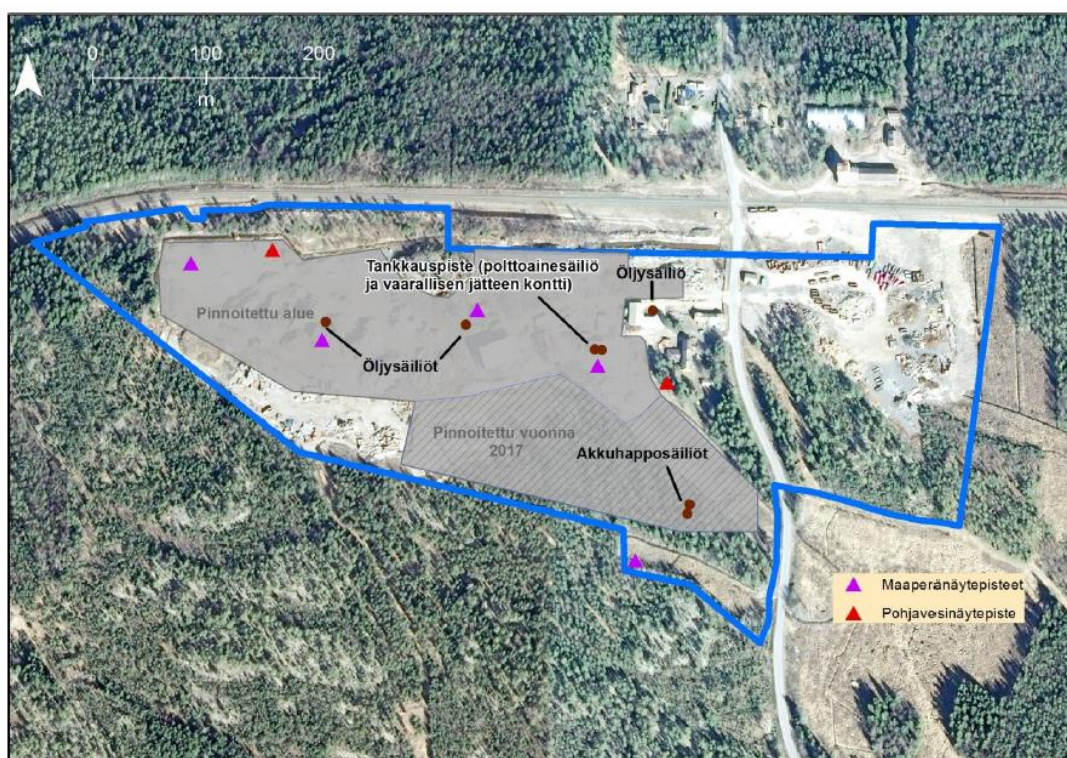 0 100 200
m
Tankkauspiste (polttoainesäiliö
ja vaarallisen jätteen kontti)
Öljysäiliö
Pinnoitettu alue
Öljysäiliöt
Pinnoitettu vuonna
2017
Akkuhapposäiliöt
Maaperänäytepisteet
Pohjavesinäytepiste